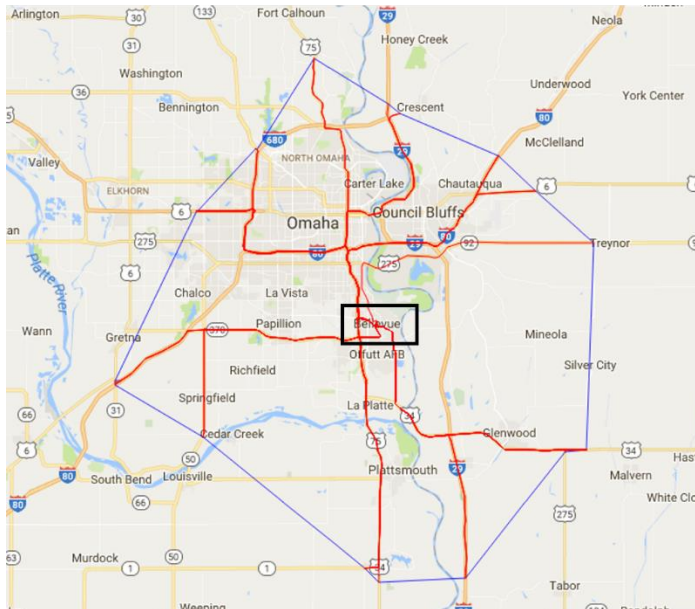 Arlington
30
133
Fort Calhoun
29
Neola
75
31
Honey Creek
Washington
Underwood
36
Bennington
Crescent
80
York Center
36
680
McClelland
NORTH OMAHA
29
Valley
Carter Lake
Chautauqua
6
ELKHORN
6
Omaha
Council Bluffs
275
80
92
Treynor
80
275
Platte River
6
Chalco
La Vista
Wann
Gretna
370
Papillion
Bellevue
Mineola
Offutt AFB
Silver City
Richfield
Springfield
La Platte
31
66
34
Cedar Creek
75
Glenwood
34
6
50
80
South Bend
Louisville
Plattsmouth
29
Malvern
66
80
White Clo
275
63
Murdock
50
1
1
34
Tabor
Weeping